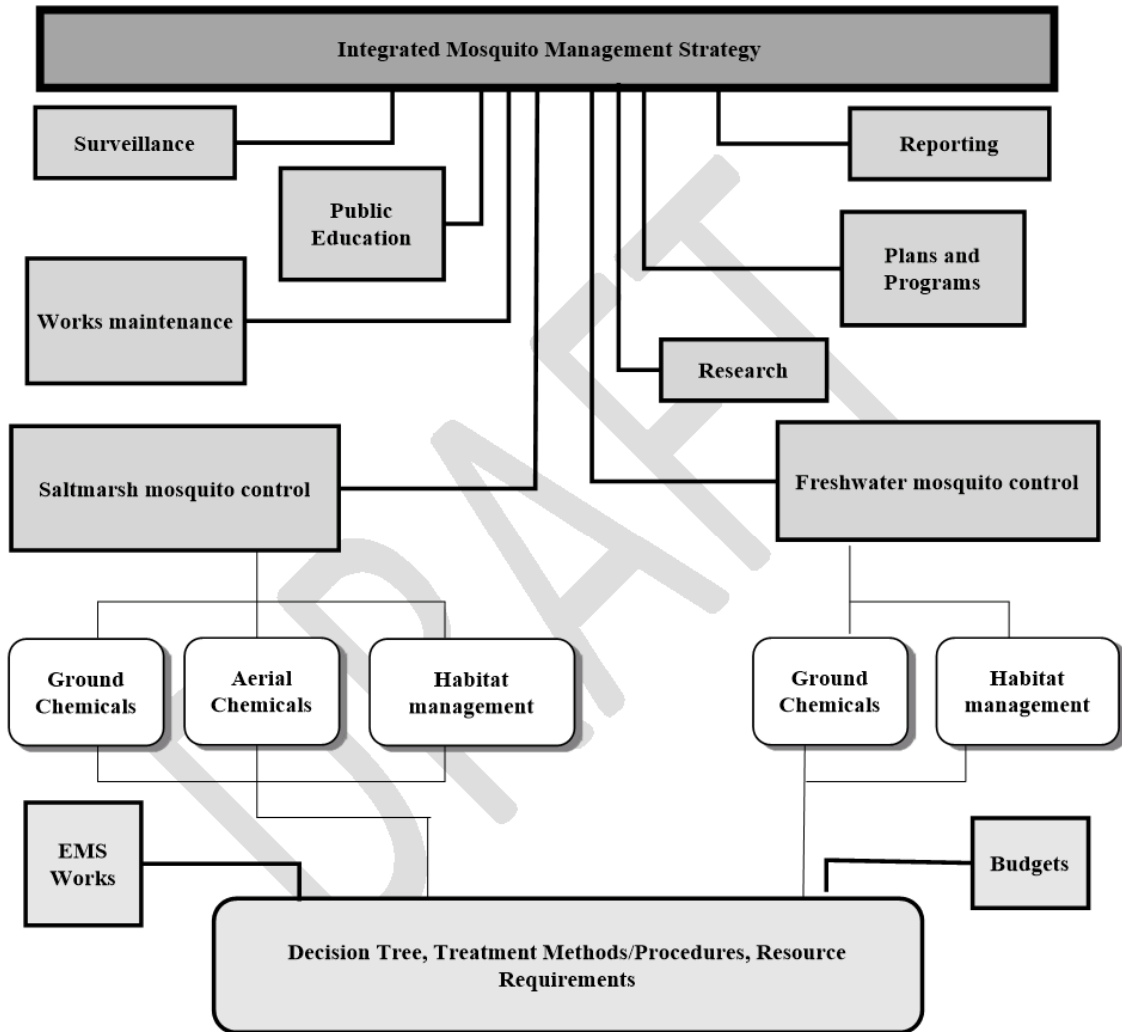 Integrated Mosquito Management Strategy
Surveillance
Reporting
Public
Education
Plans and
Programs
Works maintenance
Research
Saltmarsh mosquito control
Freshwater mosquito control
Ground
Chemicals
Aerial
Chemicals
Habitat
management
Ground
Chemicals
Habitat
management
EMS
Works
Budgets
Decision Tree, Treatment Methods/Procedures, Resource
Requirements
DRAFT